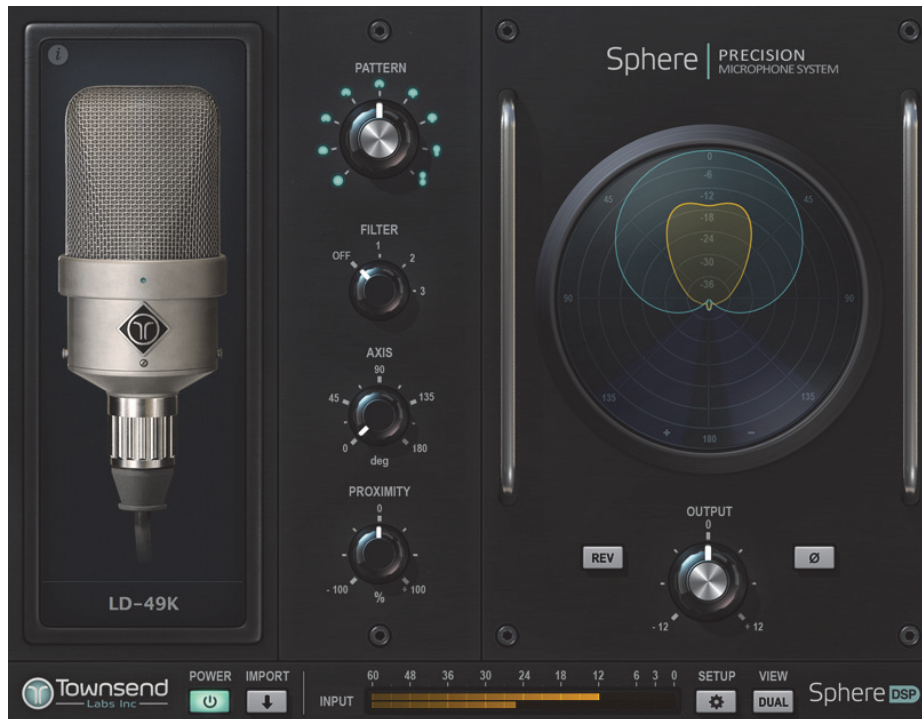 i
PATTERN
Sphere | PRECISION
MICROPHONE SYSTEM
0
-6
-12
-18
-24
-30
-36
45 45
90 90
135 135
+ 180 −
FILTER
OFF 1 2 3
AXIS
0 45 90 135 180
deg
PROXIMITY
0
- 100 % + 100
OUTPUT
0
REV Ø
- 12 + 12
LD-49K
Townsend
Labs Inc
POWER IMPORT
INPUT
60 48 36 30 24 18 12 6 3 0
SETUP VIEW
DUAL
Sphere DSP